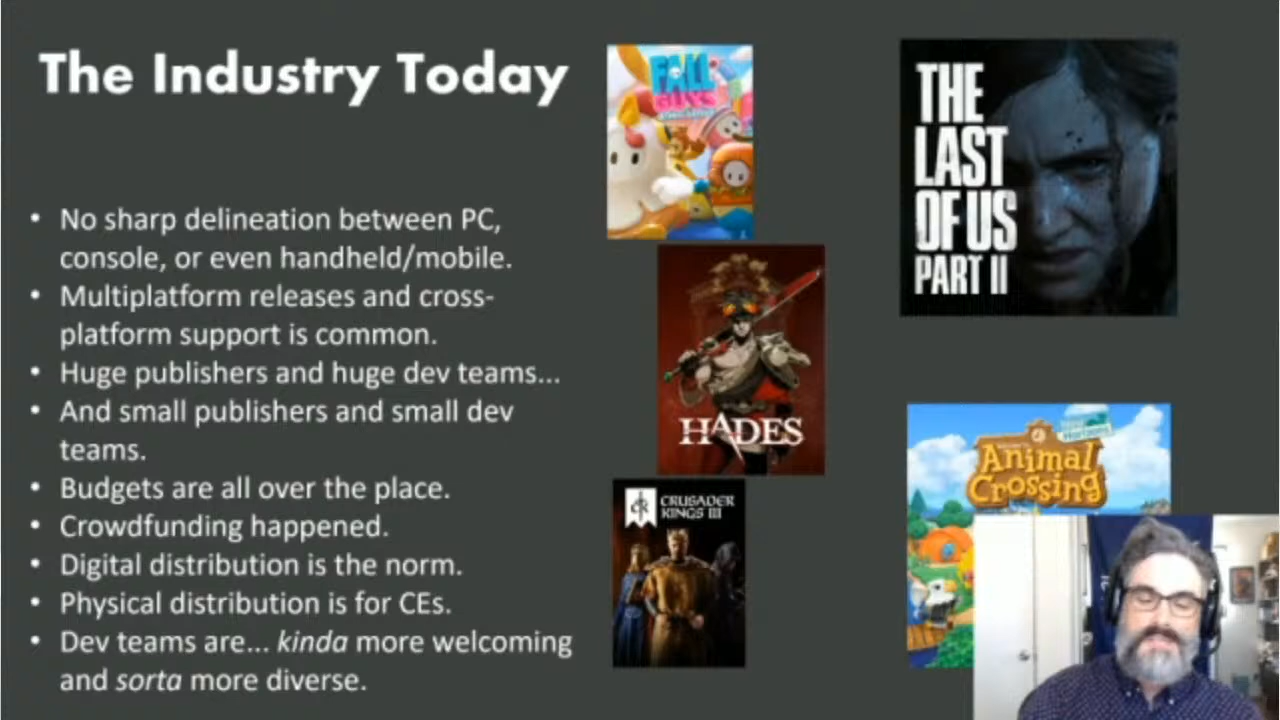 The Industry Today
• No sharp delineation between PC,
console, or even handheld/mobile.
• Multiplatform releases and cross-
platform support is common.
• Huge publishers and huge dev teams...
• And small publishers and small dev
teams.
• Budgets are all over the place.
• Crowdfunding happened.
• Digital distribution is the norm.
• Physical distribution is for CEs.
• Dev teams are... kinda more welcoming
and sorta more diverse.
FALL
GUYS
HADES
CRUSADER
KINGS III
THE
LAST
OF US
PART II
Animal
Crossing